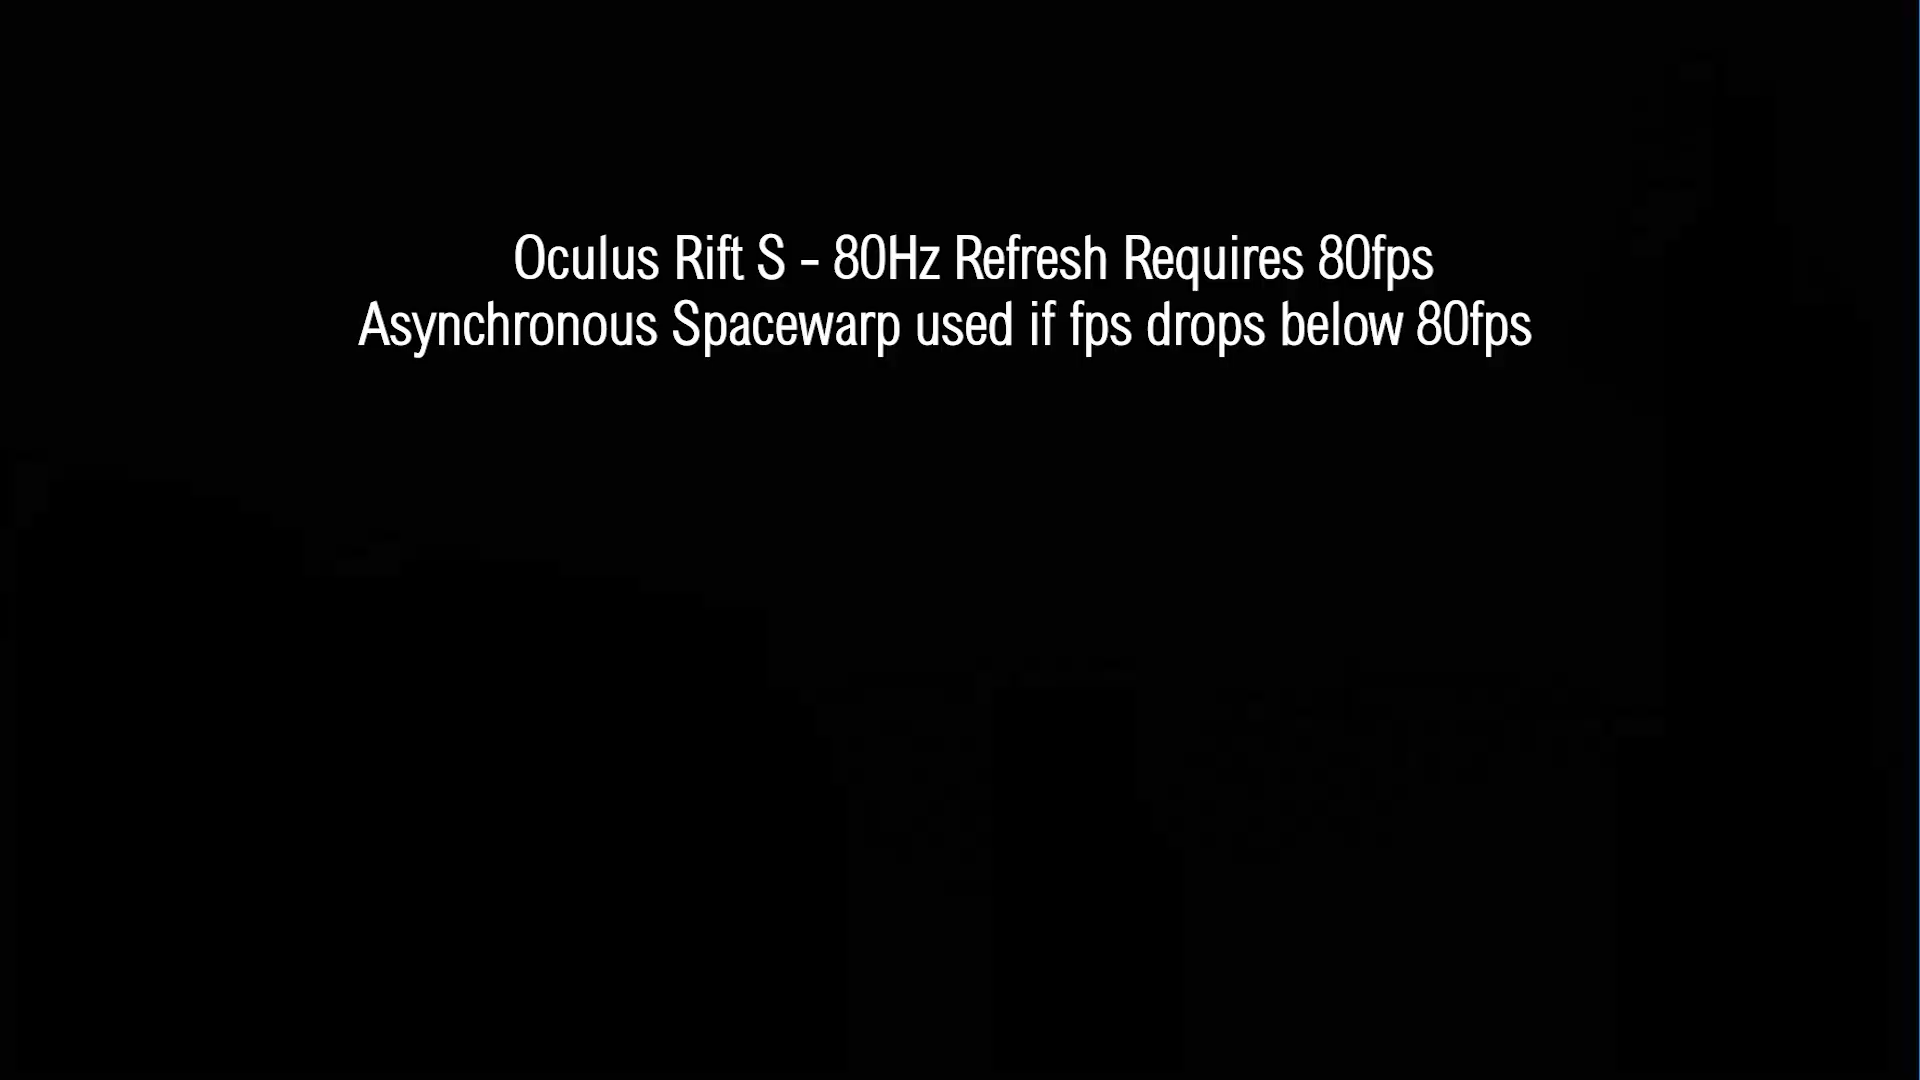 Oculus Rift S - 80Hz Refresh Requires 80fps
Asynchronous Spacewarp used if fps drops below 80fps